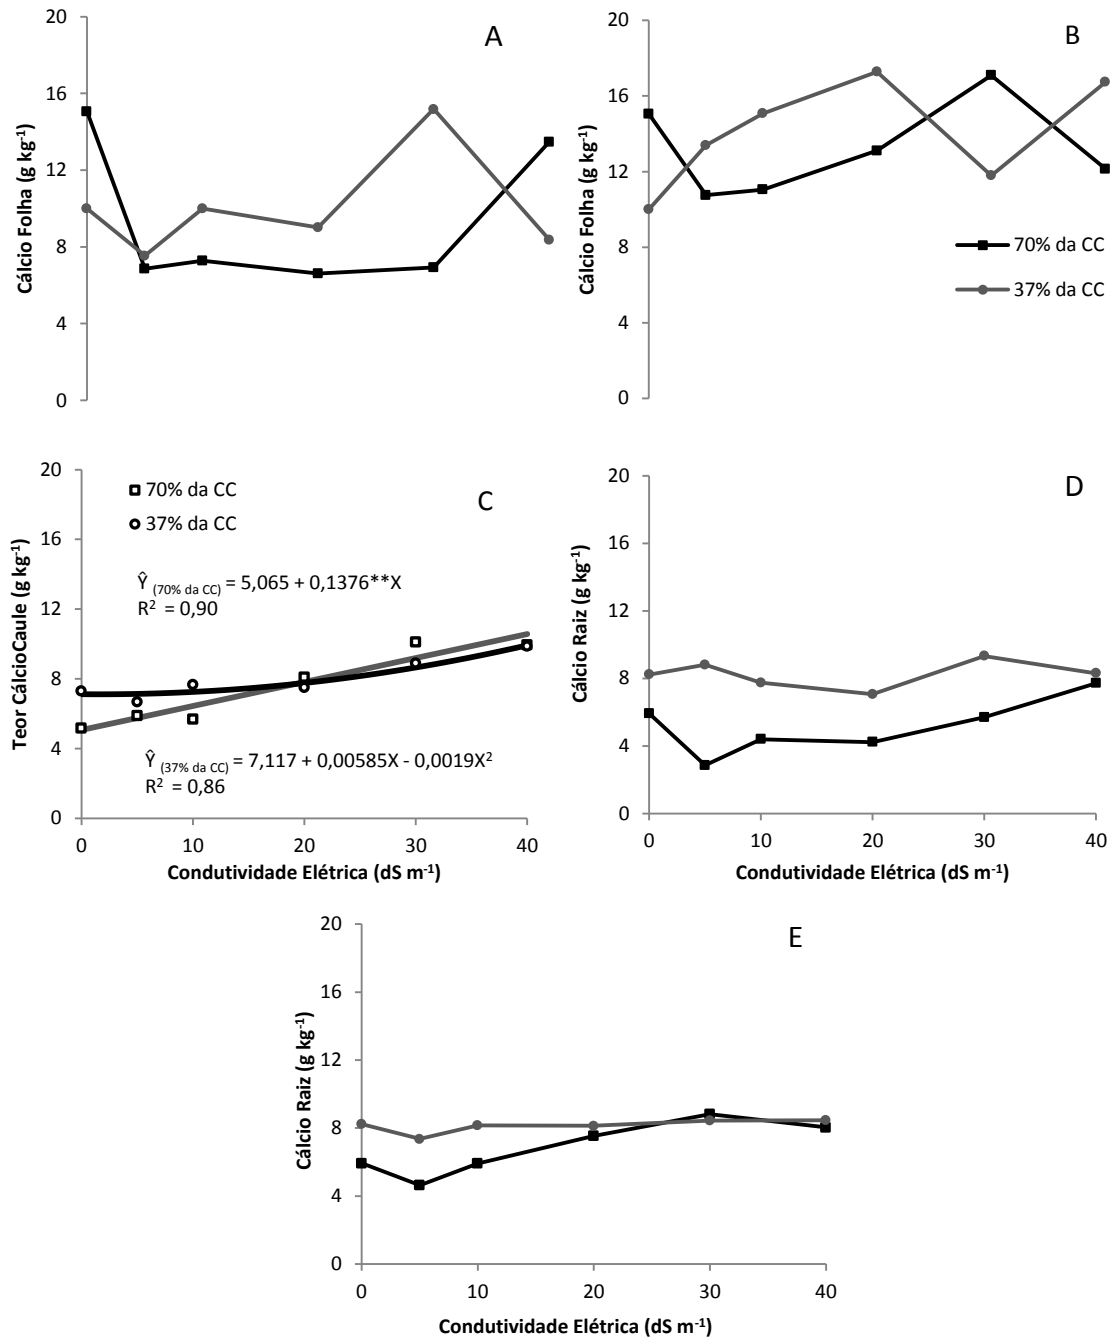 A
20
16
12
8
4
0
Cálcio Folha (g kg-1)
B
20
16
12
8
4
0
Cálcio Folha (g kg-1)
70% da CC
37% da CC
C
20
16
12
8
4
0
Teor CálcioCaule (g kg-1)
70% da CC
37% da CC
Ŷ (70% da CC) = 5,065 + 0,1376**X
R2 = 0,90
Ŷ (37% da CC) = 7,117 + 0,00585X - 0,0019X2
R2 = 0,86
0 10 20 30 40
Condutividade Elétrica (dS m-1)
D
20
16
12
8
4
0
Cálcio Raiz (g kg-1)
0 10 20 30 40
Condutividade Elétrica (dS m-1)
E
20
16
12
8
4
0
Cálcio Raiz (g kg-1)
0 10 20 30 40
Condutividade Elétrica (dS m-1)